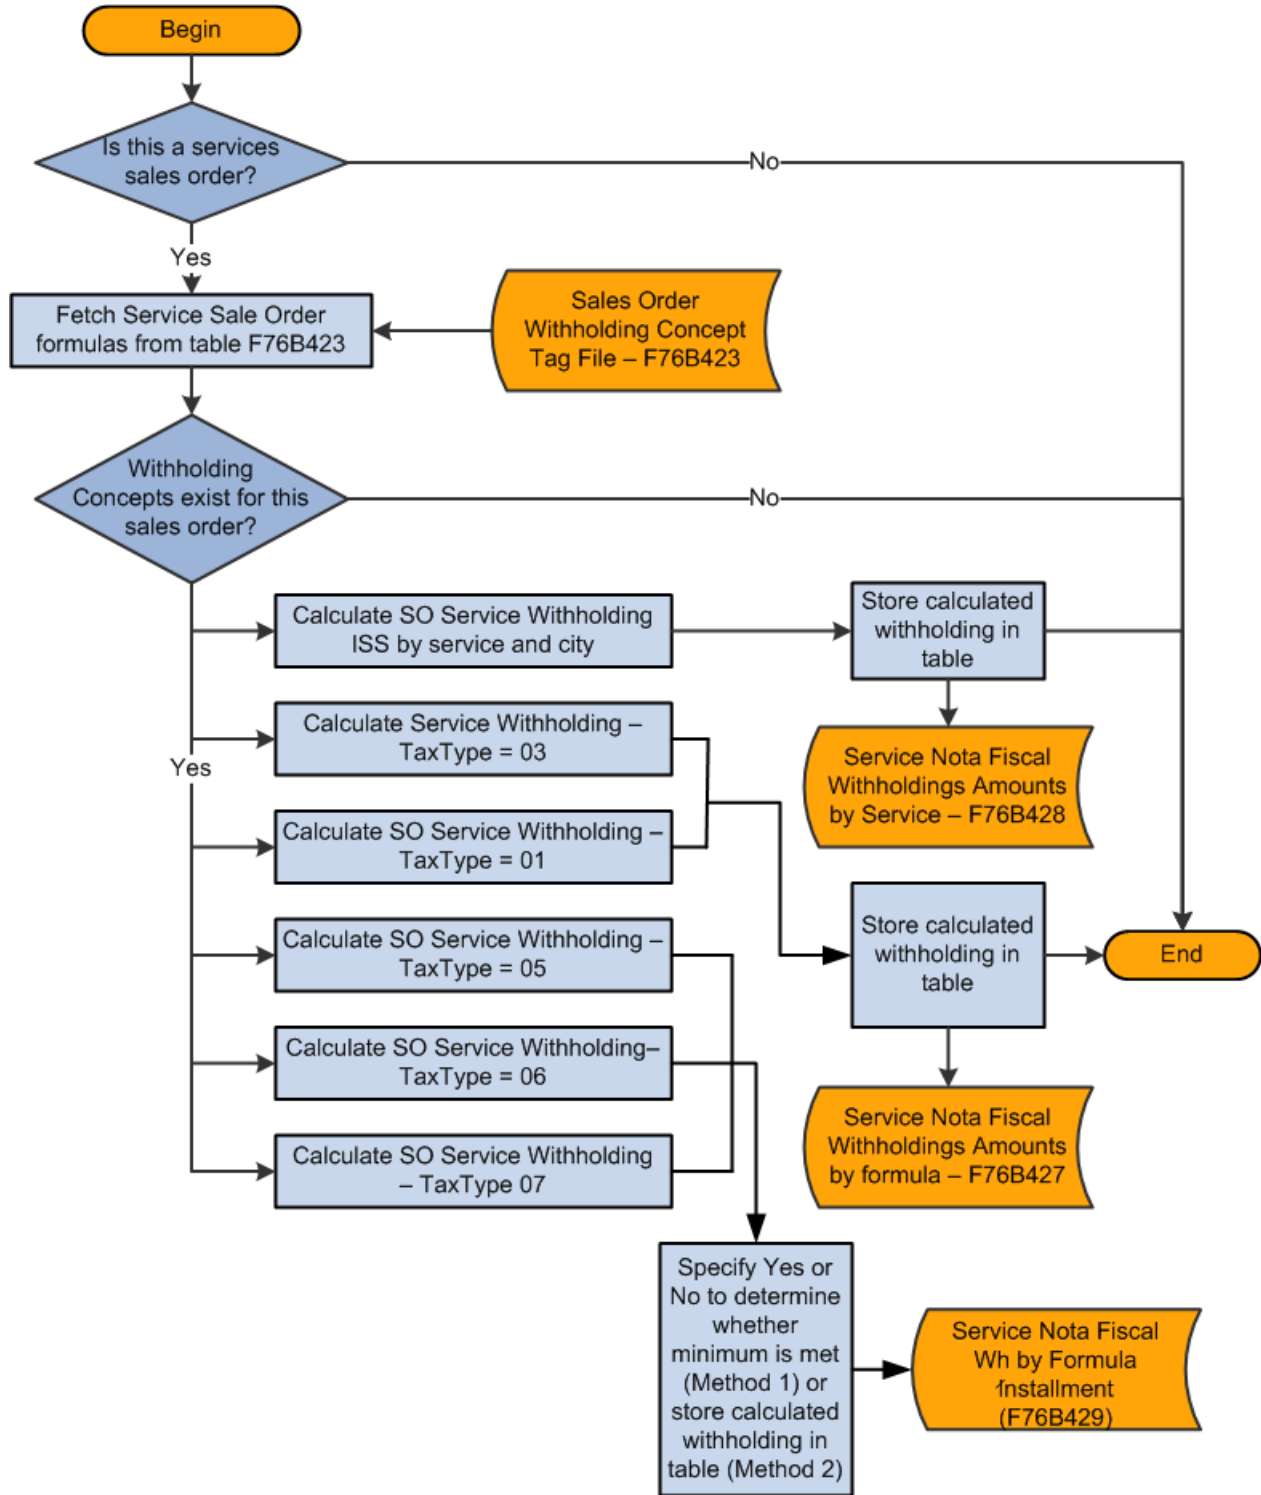 Begin
Is this a services
sales order?
No
Yes
Fetch Service Sale Order
formulas from table F76B423
Sales Order
Withholding Concept
Tag File – F76B423
Withholding
Concepts exist for this
sales order?
No
Yes
Calculate SO Service Withholding
ISS by service and city
Store calculated
withholding in
table
Calculate Service Withholding –
TaxType = 03
Service Nota Fiscal
Withholdings Amounts
by Service – F76B428
Calculate SO Service Withholding –
TaxType = 01
Calculate SO Service Withholding –
TaxType = 05
Store calculated
withholding in
table
End
Calculate SO Service Withholding–
TaxType = 06
Calculate SO Service Withholding
– TaxType 07
Service Nota Fiscal
Withholdings Amounts
by formula – F76B427
Specify Yes or
No to determine
whether
minimum is met
(Method 1) or
store calculated
withholding in
table (Method 2)
Service Nota Fiscal
Wh by Formula
Installment
(F76B429)